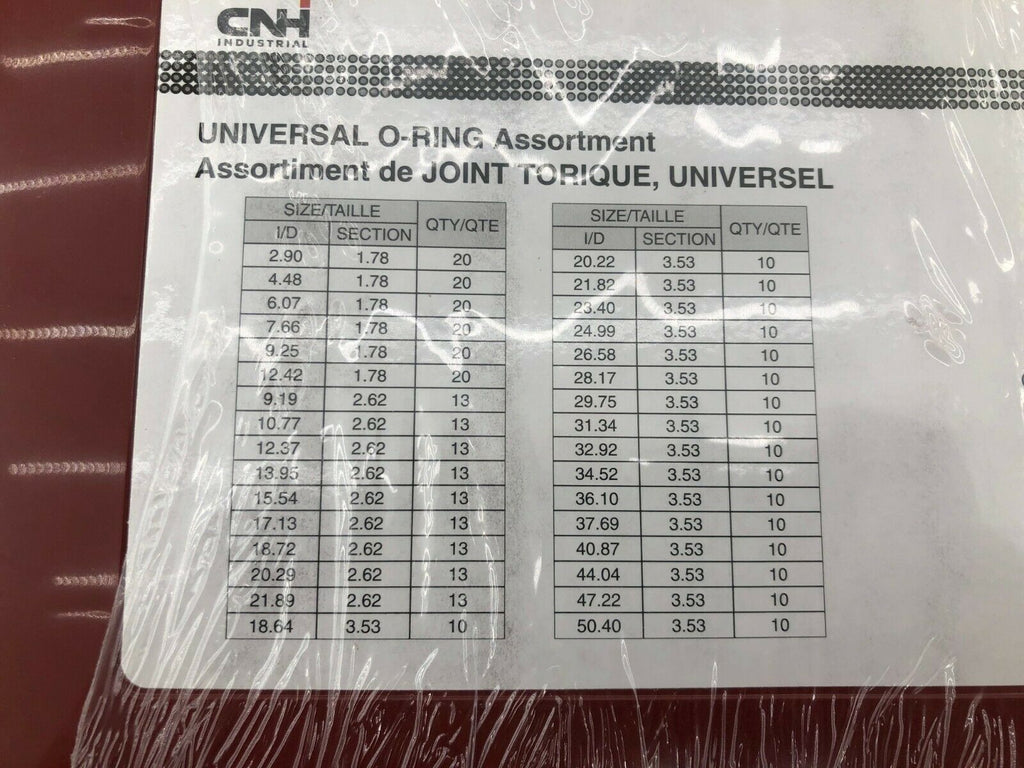 CNH
INDUSTRIAL
UNIVERSAL O-RING Assortment
Assortiment de JOINT TORIQUE, UNIVERSEL
SIZE/TAILLE QTY/QTE
I/D SECTION
2.90 1.78 20
4.48 1.78 20
6.07 1.78 20
7.66 1.78 20
9.25 1.78 20
12.42 1.78 20
9.19 2.62 13
10.77 2.62 13
12.37 2.62 13
13.95 2.62 13
15.54 2.62 13
17.13 2.62 13
18.72 2.62 13
20.29 2.62 13
21.89 2.62 13
18.64 3.53 10
SIZE/TAILLE QTY/QTE
I/D SECTION
20.22 3.53 10
21.82 3.53 10
23.40 3.53 10
24.99 3.53 10
26.58 3.53 10
28.17 3.53 10
29.75 3.53 10
31.34 3.53 10
32.92 3.53 10
34.52 3.53 10
36.10 3.53 10
37.69 3.53 10
40.87 3.53 10
44.04 3.53 10
47.22 3.53 10
50.40 3.53 10